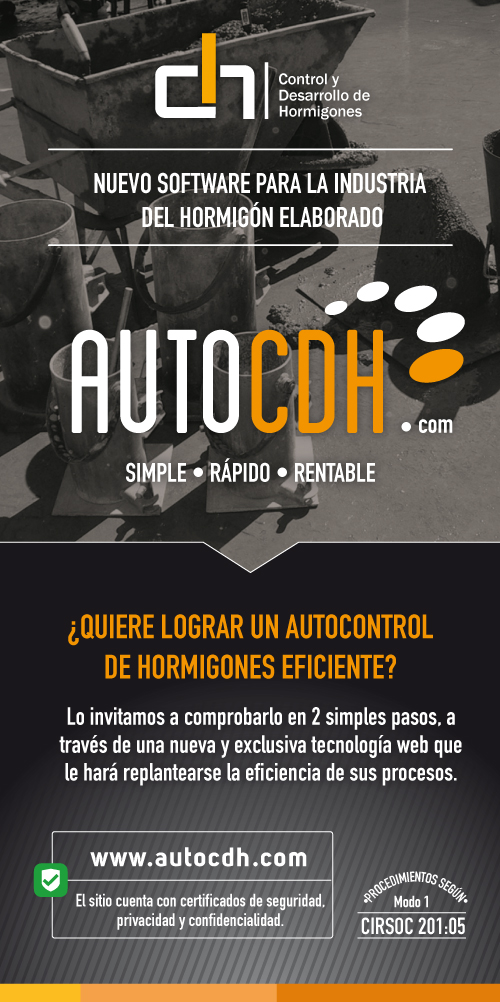 cdh
Control y
Desarrollo de
Hormigones
NUEVO SOFTWARE PARA LA INDUSTRIA
DEL HORMIGÓN ELABORADO
AUTOCDH.com
SIMPLE • RÁPIDO • RENTABLE
¿QUIERE LOGRAR UN AUTOCONTROL
DE HORMIGONES EFICIENTE?
Lo invitamos a comprobarlo en 2 simples pasos, a
través de una nueva y exclusiva tecnología web que
le hará replantearse la eficiencia de sus procesos.
www.autocdh.com
El sitio cuenta con certificados de seguridad,
privacidad y confidencialidad.
•PROCEDIMIENTOS SEGÚN•
Modo 1
CIRSOC 201:05